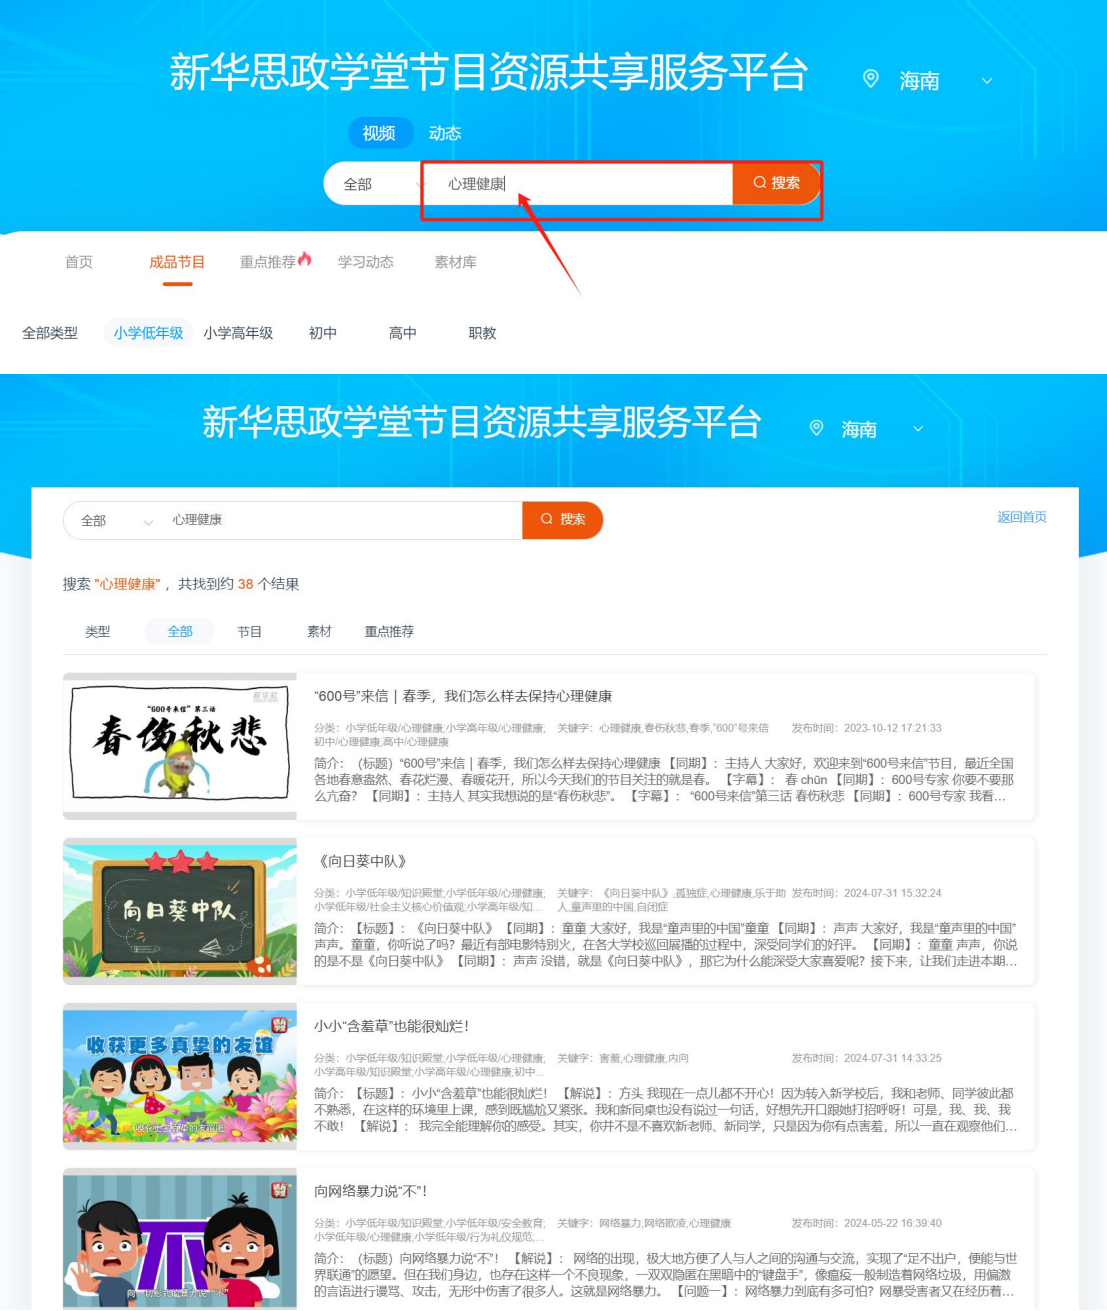 新华思政学堂节目资源共享服务平台 海南
视频 动态
全部 心理健康 搜索
首页 成品节目 重点推荐 学习动态 素材库
全部类型 小学低年级 小学高年级 初中 高中 职教
新华思政学堂节目资源共享服务平台 海南
全部 心理健康 搜索 返回首页
搜索 "心理健康" ，共找到约 38 个结果
类型 全部 节目 素材 重点推荐
"600号"来信 | 春季，我们怎么样去保持心理健康
"600号来信" 第三话
春伤秋悲
分类：小学低年级/心理健康;小学高年级/心理健康; 关键字：心理健康,春伤秋悲,春季,"600"号来信 发布时间：2023-10-12 17:21:33
初中/心理健康;高中/心理健康
简介：（标题）"600号"来信 | 春季，我们怎么样去保持心理健康 【同期】：主持人 大家好，欢迎来到"600号来信"节目，最近全国
各地春意盎然、春花烂漫、春暖花开，所以今天我们的节目关注的就是春。 【字幕】： 春 chūn 【同期】：600号专家 你要不要那
么亢奋？ 【同期】：主持人 其实我想说的是"春伤秋悲"。 【字幕】： "600号来信"第三话 春伤秋悲 【同期】：600号专家 我看…
《向日葵中队》
向日葵中队
分类：小学低年级/知识殿堂;小学低年级/心理健康; 关键字：《向日葵中队》,孤独症,心理健康,乐于助 发布时间：2024-07-31 15:32:24
小学低年级/社会主义核心价值观;小学高年级/知… 人,童声里的中国,自闭症
简介：【标题】：《向日葵中队》 【同期】：童童 大家好，我是"童声里的中国"童童 【同期】：声声 大家好，我是"童声里的中国"
声声。童童，你听说了吗？最近有部电影特别火，在各大学校巡回展播的过程中，深受同学们的好评。 【同期】：童童 声声，你说
的是不是《向日葵中队》 【同期】：声声 没错，就是《向日葵中队》，那它为什么能深受大家喜爱呢？接下来，让我们走进本期…
小小"含羞草"也能很灿烂！
收获更多真挚的友谊
分类：小学低年级/知识殿堂;小学低年级/心理健康; 关键字：害羞,心理健康,内向 发布时间：2024-07-31 14:33:25
小学高年级/知识殿堂;小学高年级/心理健康;初中…
简介：【标题】：小小"含羞草"也能很灿烂！ 【解说】：方头 我现在一点儿都不开心！因为转入新学校后，我和老师、同学彼此都
不熟悉，在这样的环境里上课，感到既尴尬又紧张。我和新同桌也没有说过一句话，好想先开口跟她打招呼呀！可是，我、我、我
不敢！ 【解说】： 我完全能理解你的感受。其实，你并不是不喜欢新老师、新同学，只是因为你有点害羞，所以一直在观察他们…
收获更多真挚的友谊
向网络暴力说"不"！
不
分类：小学低年级/知识殿堂;小学低年级/安全教育; 关键字：网络暴力,网络欺凌,心理健康 发布时间：2024-05-22 16:39:40
小学低年级/心理健康;小学低年级/行为礼仪规范;…
简介：（标题）向网络暴力说"不"！ 【解说】： 网络的出现，极大地方便了人与人之间的沟通与交流，实现了"足不出户，便能与世
界联通"的愿望。但在我们身边，也存在这样一个不良现象，一双双隐匿在黑暗中的"键盘手"，像瘟疫一般制造着网络垃圾，用偏激
的言语进行谩骂、攻击，无形中伤害了很多人。这就是网络暴力。 【问题一】：网络暴力到底有多可怕？网暴受害者又在经历着…
向一切形式网暴说"不"